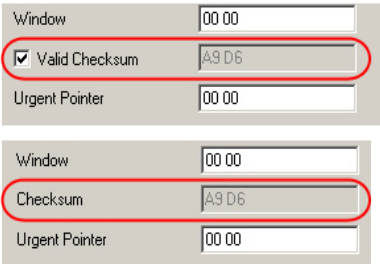 Window 00 00
Valid Checksum A9 D6
Urgent Pointer 00 00
Window 00 00
Checksum A9 D6
Urgent Pointer 00 00